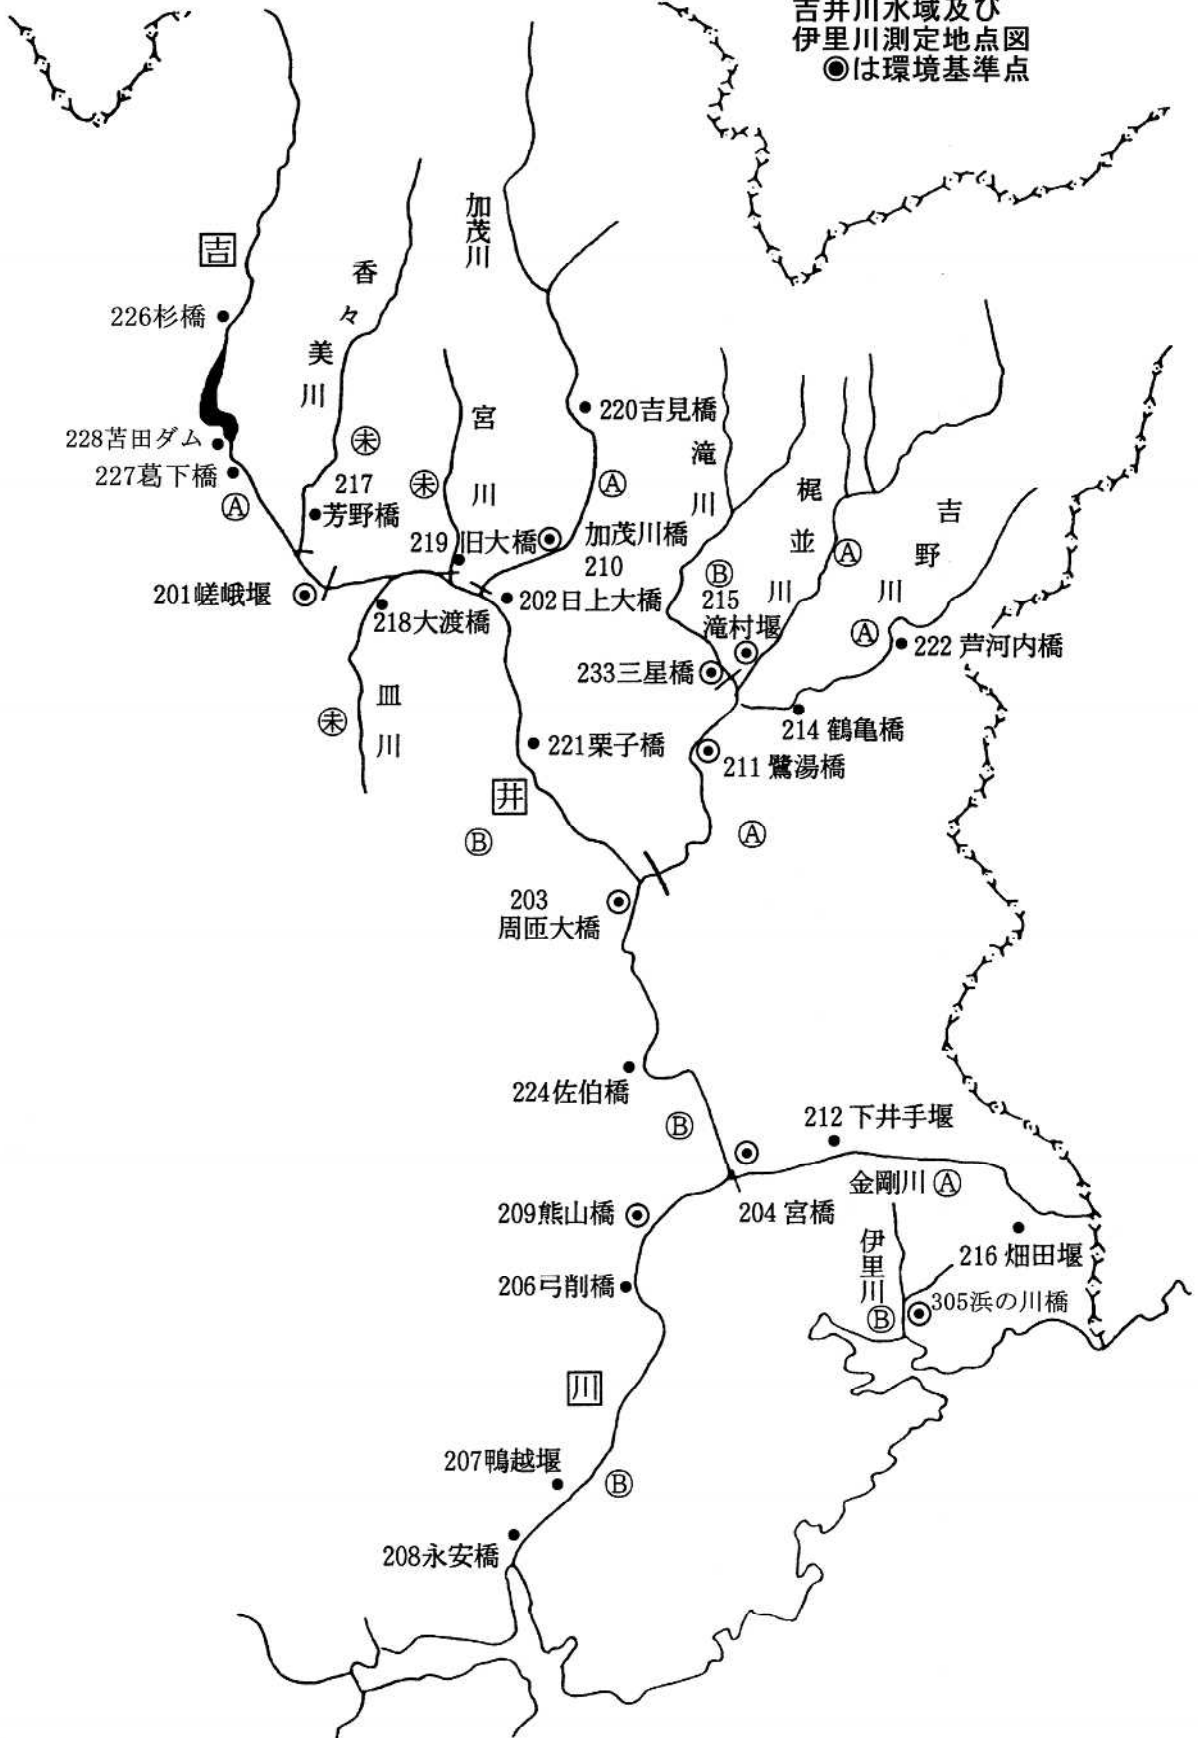 吉井川水域及び
伊里川測定地点図
◉は環境基準点
吉
加茂川
香々美川
226杉橋
宮川
220吉見橋
228苫田ダム
未
滝川
227葛下橋
217
未
Ⓐ
梶並川
吉野川
Ⓐ
芳野橋
219 旧大橋
加茂川橋
210
Ⓐ
Ⓑ
201嵯峨堰
202日上大橋
215
滝村堰
218大渡橋
Ⓐ
222 芦河内橋
233三星橋
皿川
未
214 鶴亀橋
221栗子橋
211 鷺湯橋
井
Ⓑ
Ⓐ
203
周匝大橋
224佐伯橋
Ⓑ
212 下井手堰
金剛川 Ⓐ
209熊山橋
204 宮橋
伊里川
216 畑田堰
206弓削橋
Ⓑ
305浜の川橋
川
207鴨越堰
Ⓑ
208永安橋